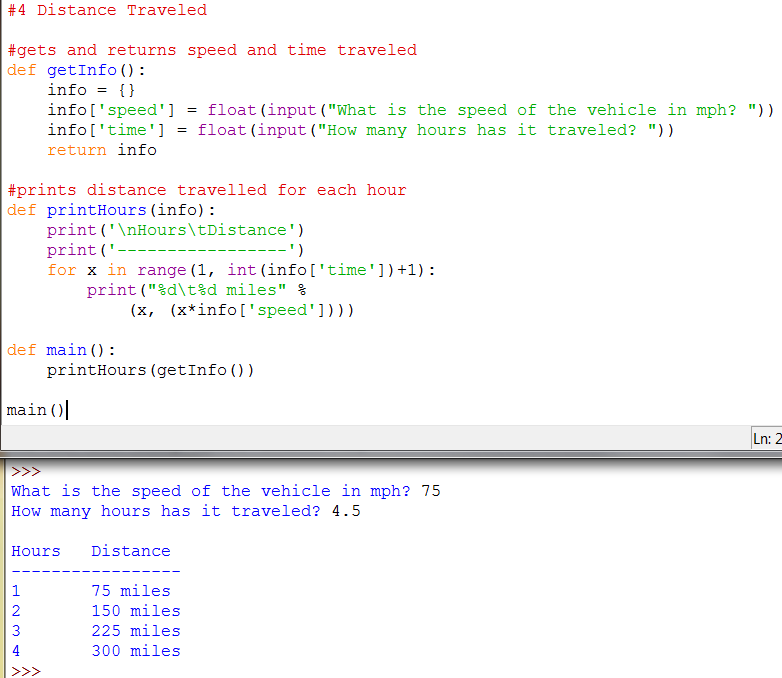 #4 Distance Traveled

#gets and returns speed and time traveled
def getInfo():
    info = {}
    info['speed'] = float(input("What is the speed of the vehicle in mph? "))
    info['time'] = float(input("How many hours has it traveled? "))
    return info

#prints distance travelled for each hour
def printHours(info):
    print('\nHours\tDistance')
    print('-----------------')
    for x in range(1, int(info['time'])+1):
        print("%d\t%d miles" %
            (x, (x*info['speed'])))

def main():
    printHours(getInfo())

main()
Ln: 2
>>>
What is the speed of the vehicle in mph? 75
How many hours has it traveled? 4.5

Hours   Distance
-----------------
1       75 miles
2       150 miles
3       225 miles
4       300 miles
>>>